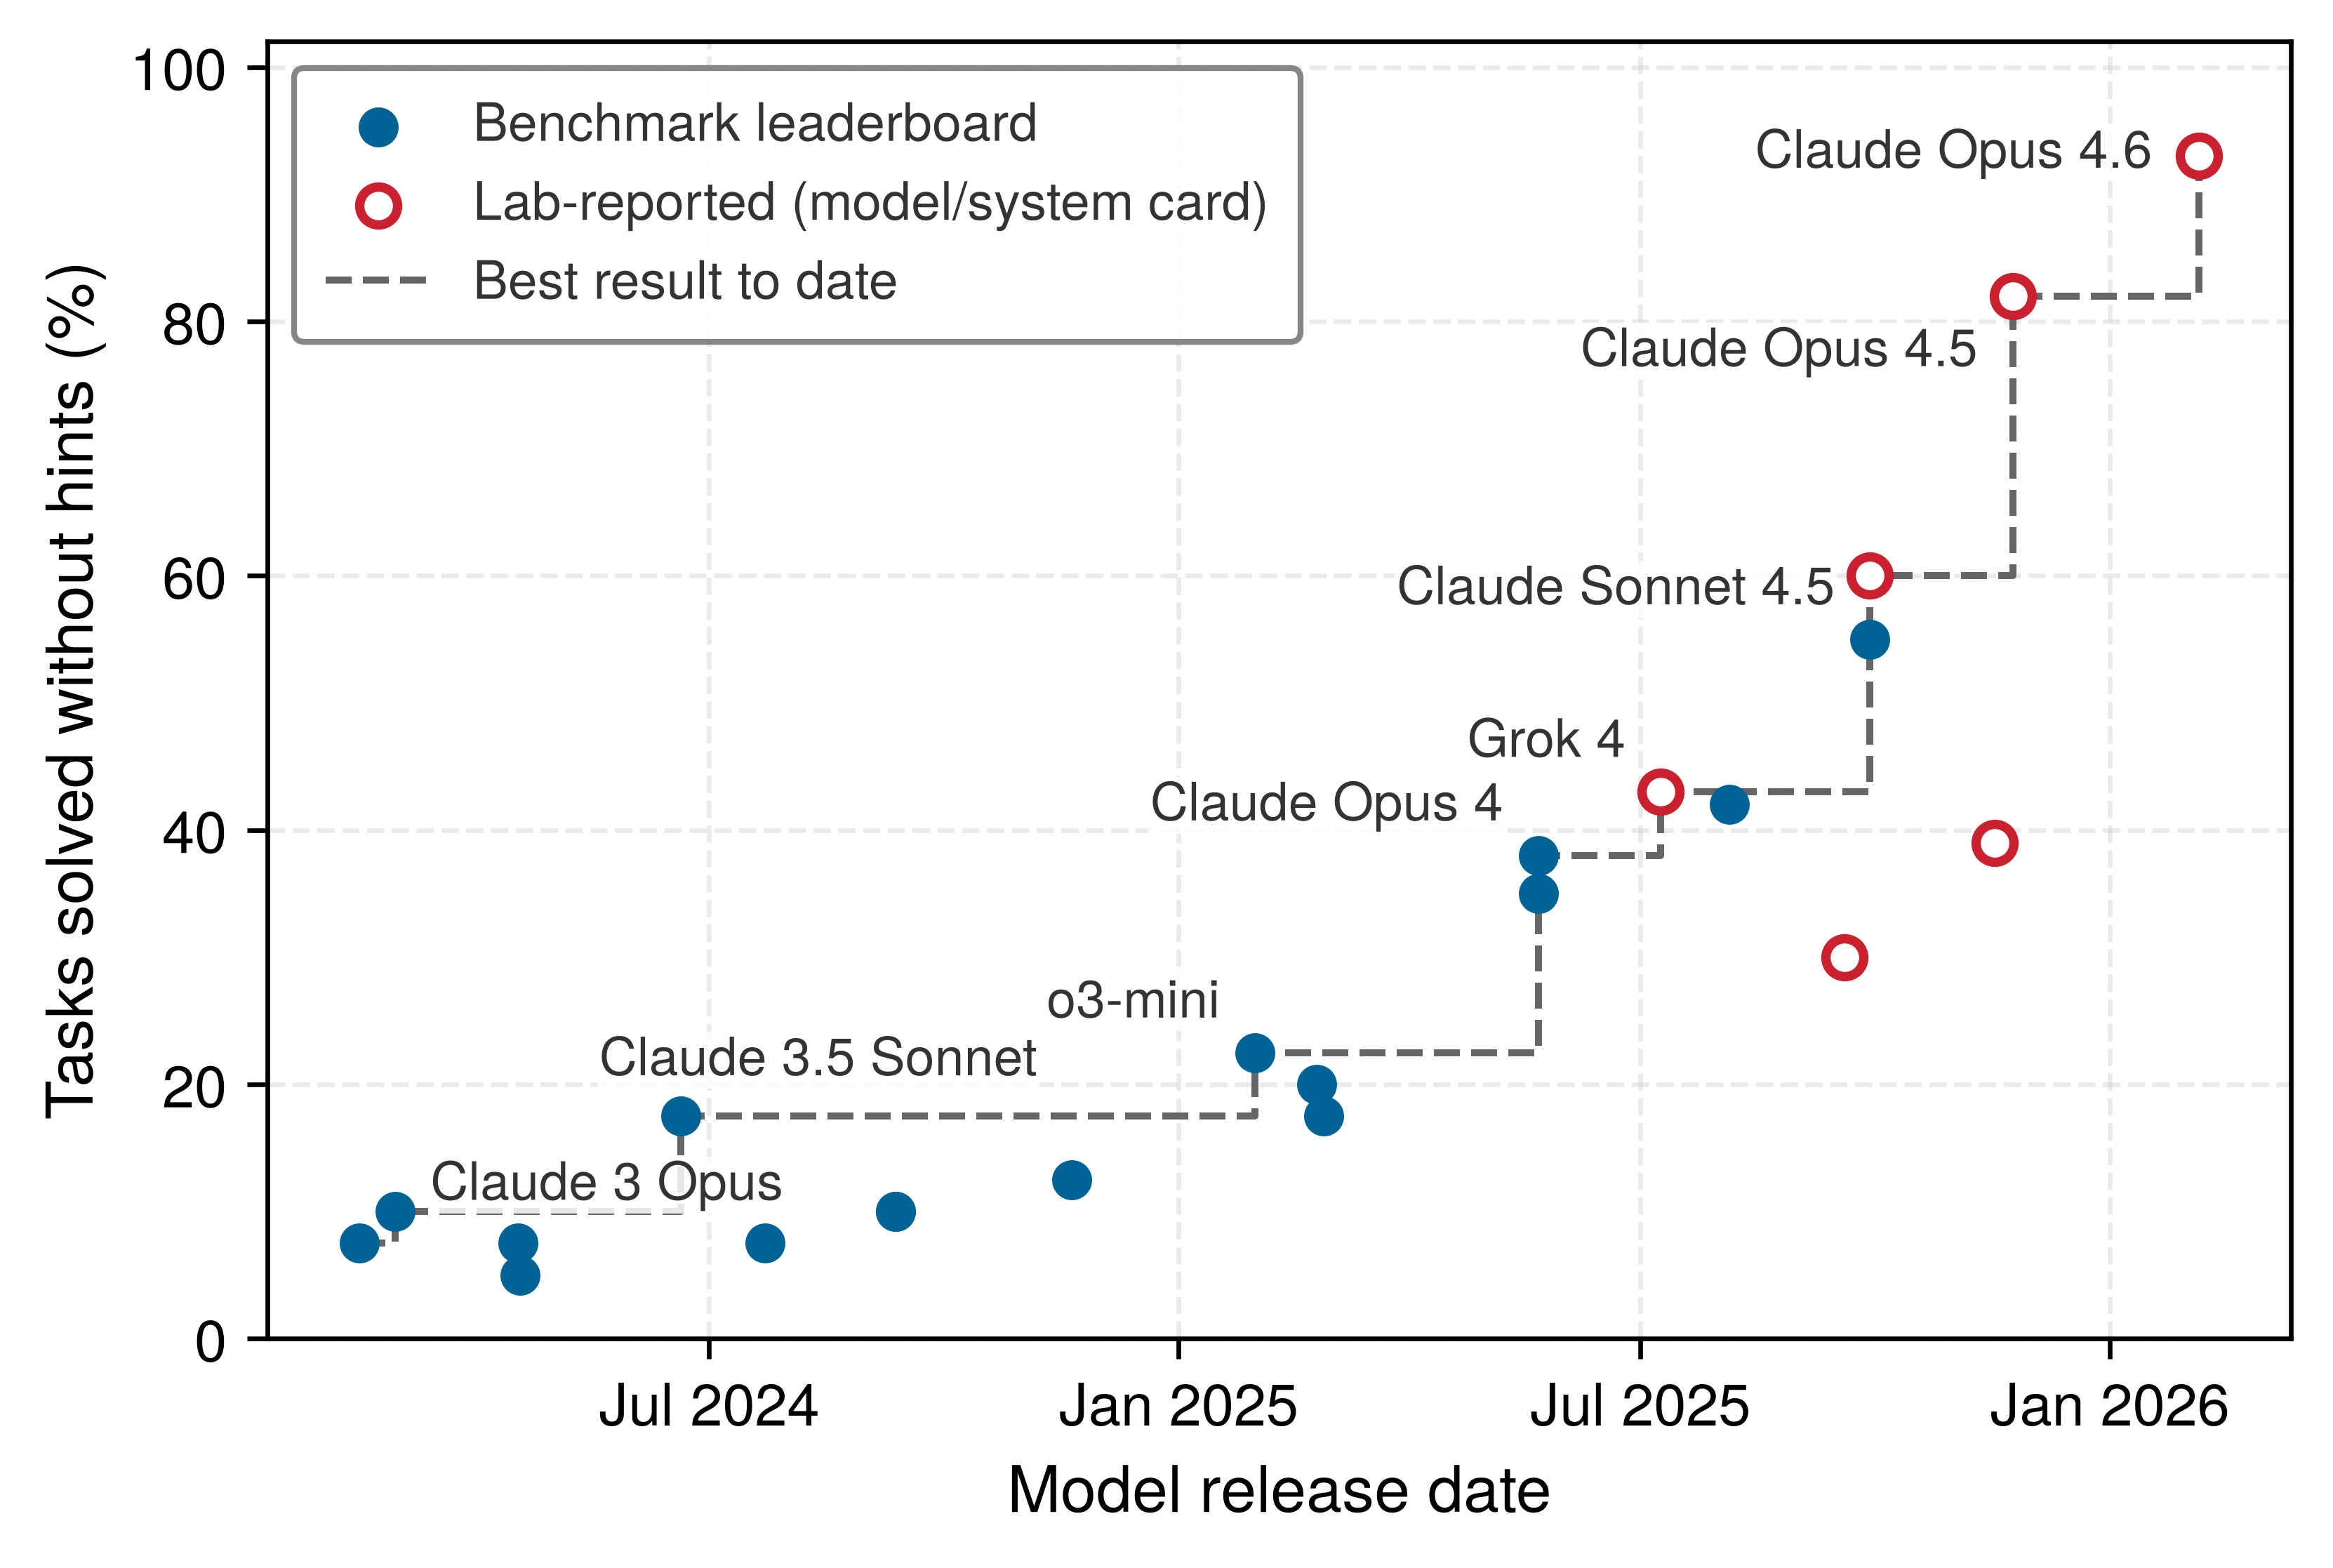 100
80
60
40
20
0
Tasks solved without hints (%)
Benchmark leaderboard
Lab-reported (model/system card)
Best result to date
Claude Opus 4.6
Claude Opus 4.5
Claude Sonnet 4.5
Grok 4
Claude Opus 4
o3-mini
Claude 3.5 Sonnet
Claude 3 Opus
Jul 2024
Jan 2025
Jul 2025
Jan 2026
Model release date